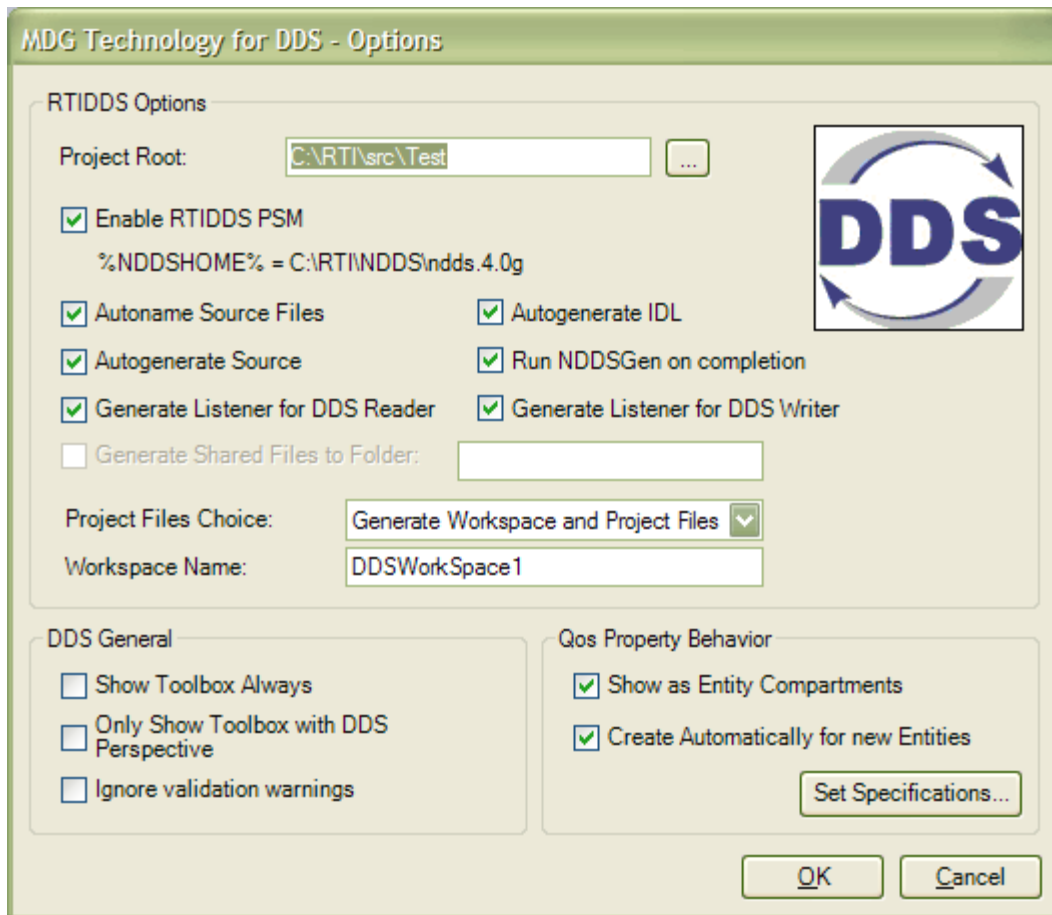 MDG Technology for DDS - Options
RTIDDS Options
Project Root:
C:\RTI\src\Test
...
DDS
Enable RTIDDS PSM
%NDDSHOME% = C:\RTI\NDDS\ndds.4.0g
Autoname Source Files
Autogenerate IDL
Autogenerate Source
Run NDDSGen on completion
Generate Listener for DDS Reader
Generate Listener for DDS Writer
Generate Shared Files to Folder:
Project Files Choice:
Generate Workspace and Project Files
Workspace Name:
DDSWorkSpace1
DDS General
Show Toolbox Always
Only Show Toolbox with DDS
Perspective
Ignore validation warnings
Qos Property Behavior
Show as Entity Compartments
Create Automatically for new Entities
Set Specifications...
OK
Cancel